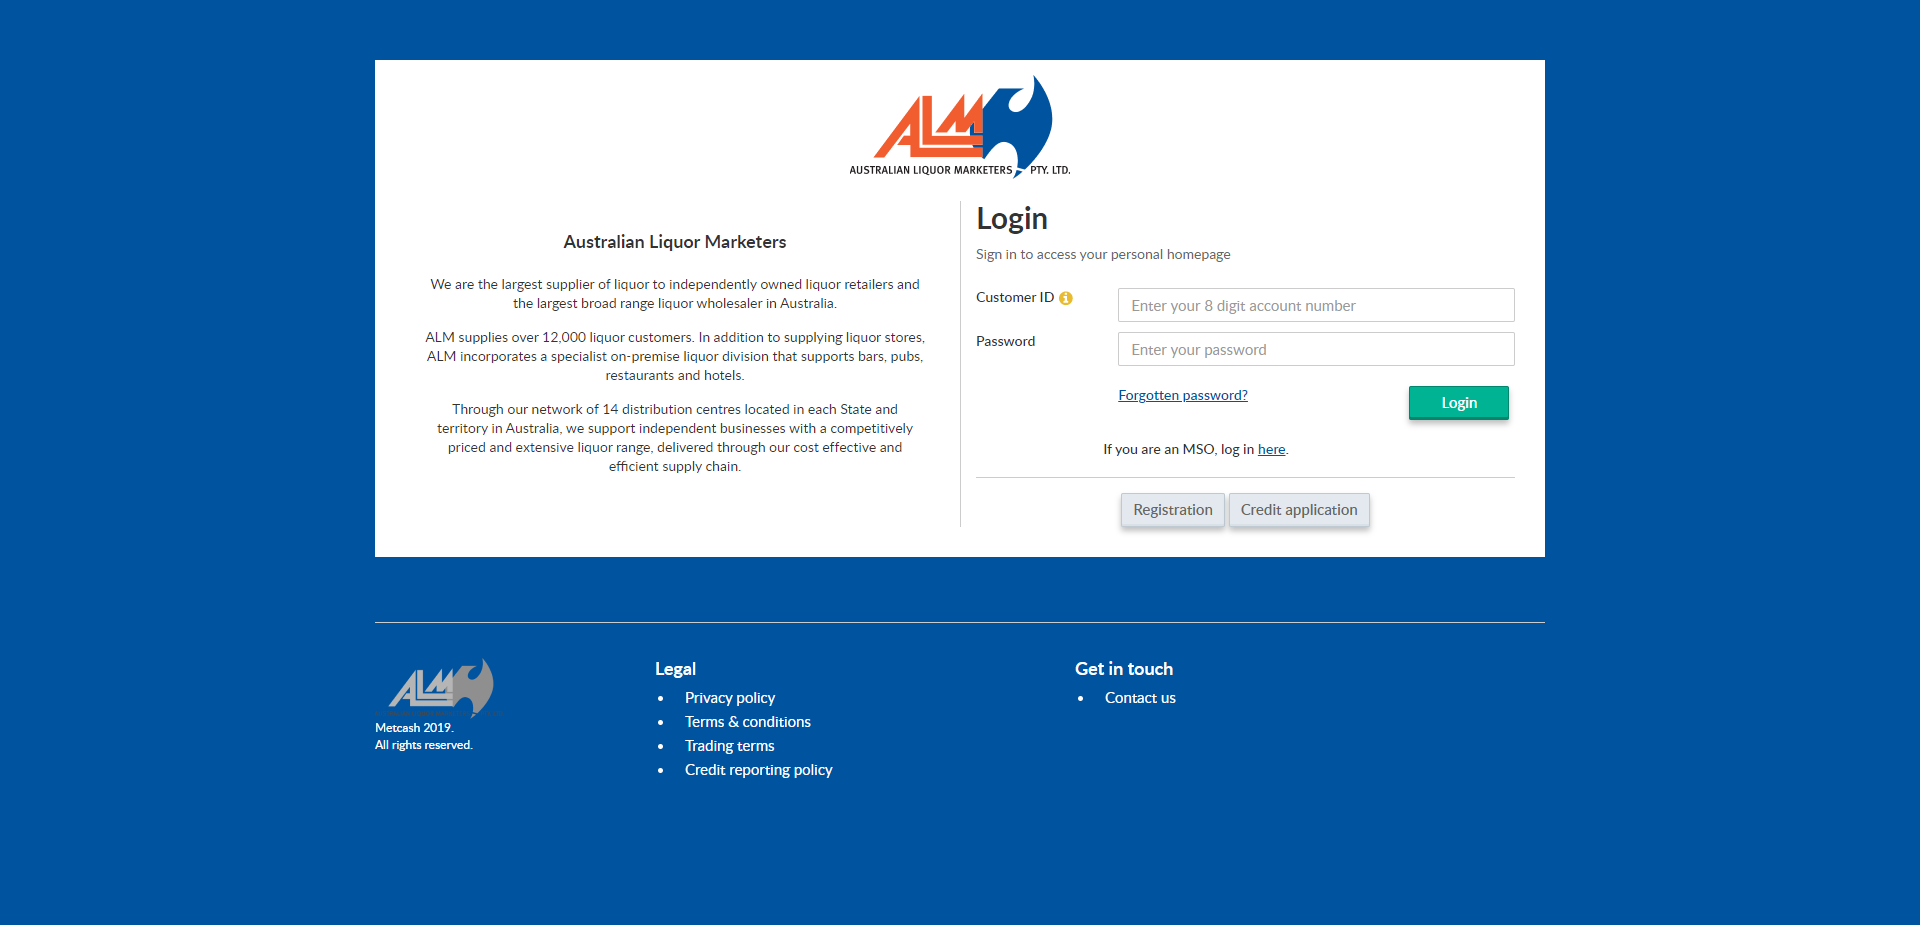 ALM
AUSTRALIAN LIQUOR MARKETERS PTY. LTD.
Australian Liquor Marketers
We are the largest supplier of liquor to independently owned liquor retailers and
the largest broad range liquor wholesaler in Australia.
ALM supplies over 12,000 liquor customers. In addition to supplying liquor stores,
ALM incorporates a specialist on-premise liquor division that supports bars, pubs,
restaurants and hotels.
Through our network of 14 distribution centres located in each State and
territory in Australia, we support independent businesses with a competitively
priced and extensive liquor range, delivered through our cost effective and
efficient supply chain.
Login
Sign in to access your personal homepage
Customer ID
Enter your 8 digit account number
Password
Enter your password
Forgotten password?
Login
If you are an MSO, log in here.
Registration
Credit application
ALM
Metcash 2019.
All rights reserved.
Legal
Privacy policy
Terms & conditions
Trading terms
Credit reporting policy
Get in touch
Contact us